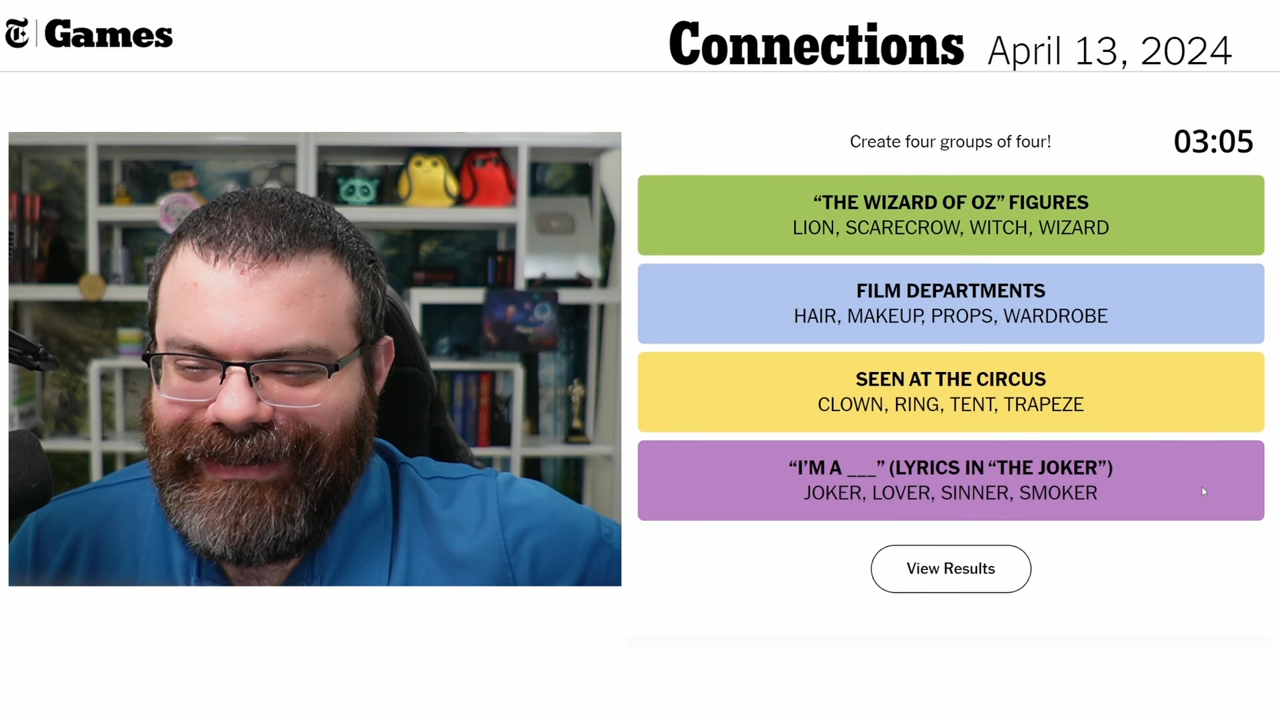 Games
Connections April 13, 2024
Create four groups of four!
03:05
“THE WIZARD OF OZ” FIGURES
LION, SCARECROW, WITCH, WIZARD
FILM DEPARTMENTS
HAIR, MAKEUP, PROPS, WARDROBE
SEEN AT THE CIRCUS
CLOWN, RING, TENT, TRAPEZE
“I’M A ___” (LYRICS IN “THE JOKER”)
JOKER, LOVER, SINNER, SMOKER
View Results